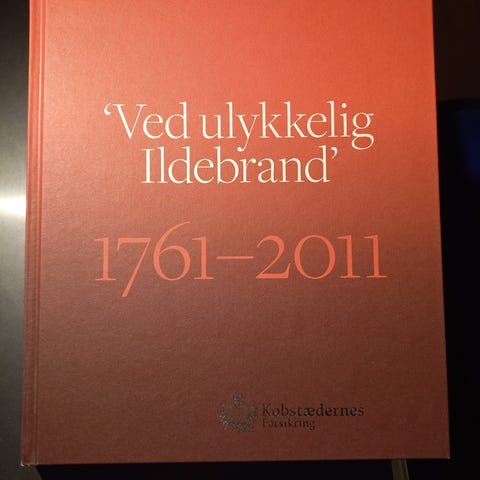 ‘Ved ulykkelig
Ildebrand’
1761–2011
Købstædernes
Forsikring